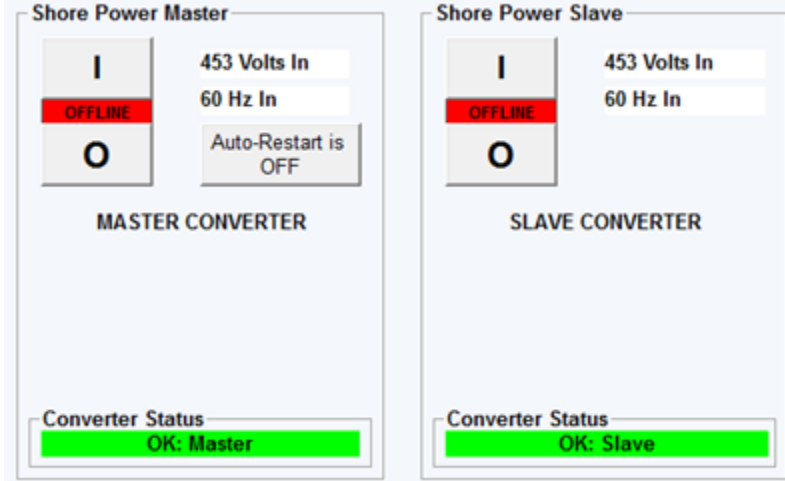 Shore Power Master
I
453 Volts In
60 Hz In
OFFLINE
O
Auto-Restart is
OFF
MASTER CONVERTER
Converter Status
OK: Master
Shore Power Slave
I
453 Volts In
60 Hz In
OFFLINE
O
SLAVE CONVERTER
Converter Status
OK: Slave